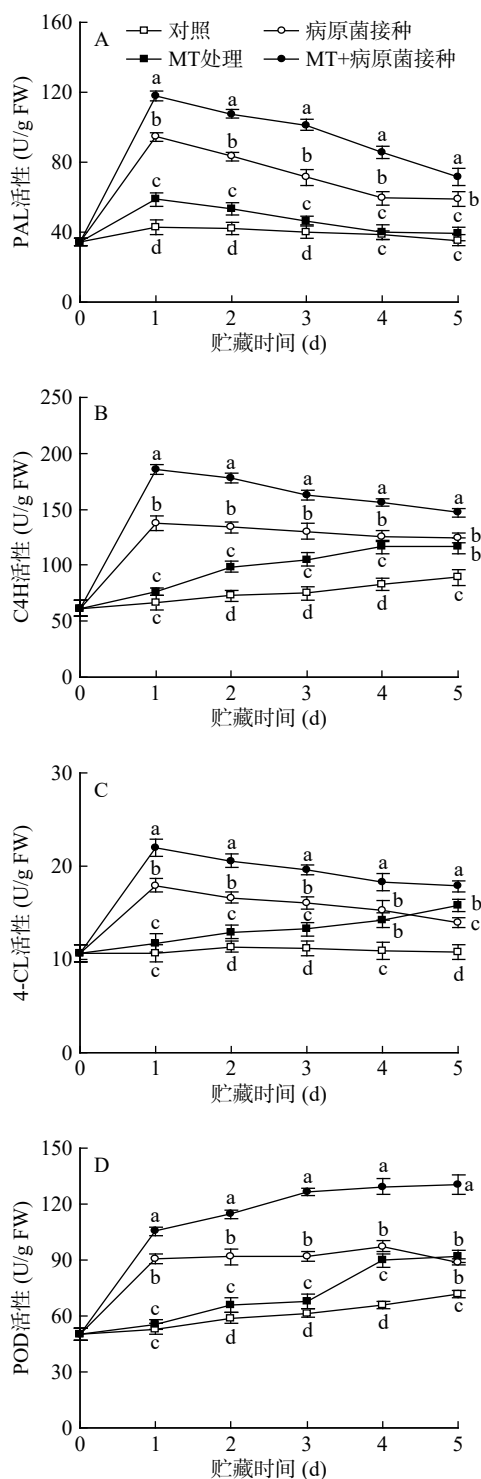 A
对照 病原菌接种
MT处理 MT+病原菌接种
PAL活性 (U/g FW)
160
120
80
40
0
a a a a a
b b b b b
c c c c c
d d d c c
0 1 2 3 4 5
贮藏时间 (d)
B
C4H活性 (U/g FW)
250
200
150
100
50
0
a a a a a
b b b b b
c c c c b
c d d d c
0 1 2 3 4 5
贮藏时间 (d)
C
4-CL活性 (U/g FW)
30
20
10
0
a a a a a
b b b b b
c c c b c
c d d d d
0 1 2 3 4 5
贮藏时间 (d)
D
POD活性 (U/g FW)
150
120
90
60
30
0
a a a a a
b b b b b
c c c c b
c d d d c
0 1 2 3 4 5
贮藏时间 (d)